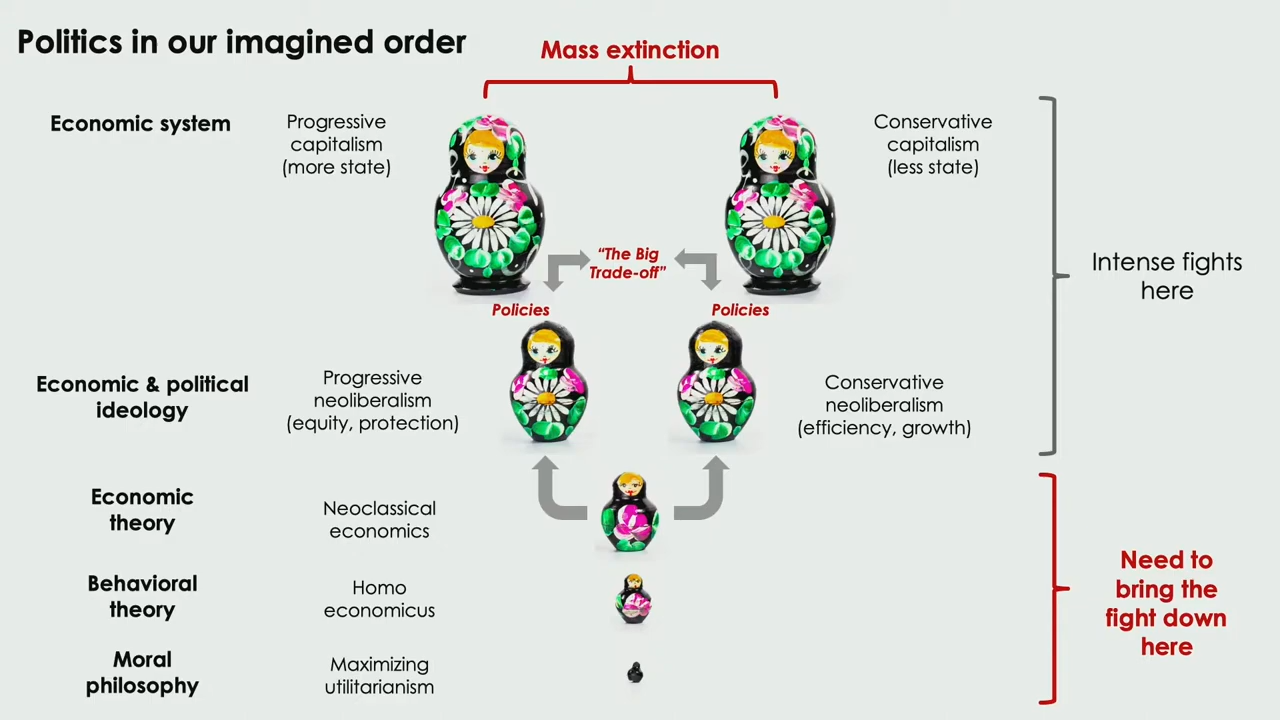 Politics in our imagined order
Mass extinction
Economic system
Progressive
capitalism
(more state)
Conservative
capitalism
(less state)
“The Big
Trade-off”
Intense fights
here
Policies
Policies
Economic & political
ideology
Progressive
neoliberalism
(equity, protection)
Conservative
neoliberalism
(efficiency, growth)
Economic
theory
Neoclassical
economics
Behavioral
theory
Homo
economicus
Need to
bring the
fight down
here
Moral
philosophy
Maximizing
utilitarianism